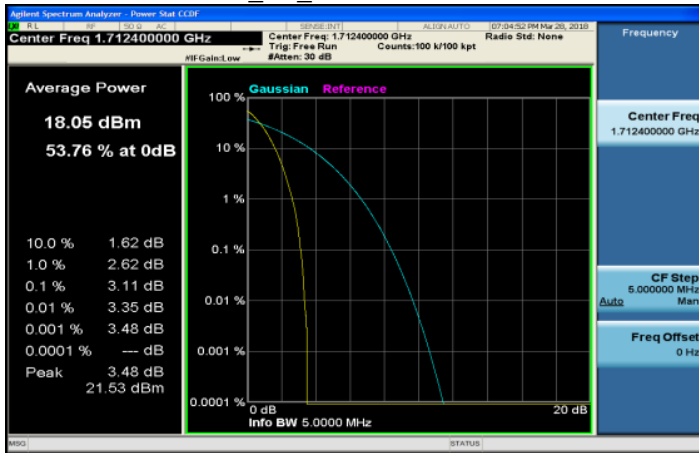 Agilent Spectrum Analyzer - Power Stat CCDF
RL RF 50 Ω AC SENSE:INT ALIGN AUTO 07:04:52 PM Mar 28, 2018
Center Freq 1.712400000 GHz
Center Freq: 1.712400000 GHz Radio Std: None
Trig: Free Run Counts:100 k/100 kpt
#IFGain:Low #Atten: 30 dB
Frequency
Average Power
18.05 dBm
53.76 % at 0dB
10.0 % 1.62 dB
1.0 % 2.62 dB
0.1 % 3.11 dB
0.01 % 3.35 dB
0.001 % 3.48 dB
0.0001 % --- dB
Peak 3.48 dB
21.53 dBm
Gaussian Reference
100 %
10 %
1 %
0.1 %
0.01 %
0.001 %
0.0001 %
0 dB 20 dB
Info BW 5.0000 MHz
Center Freq
1.712400000 GHz
CF Step
5.000000 MHz
Auto Man
Freq Offset
0 Hz
MSG STATUS